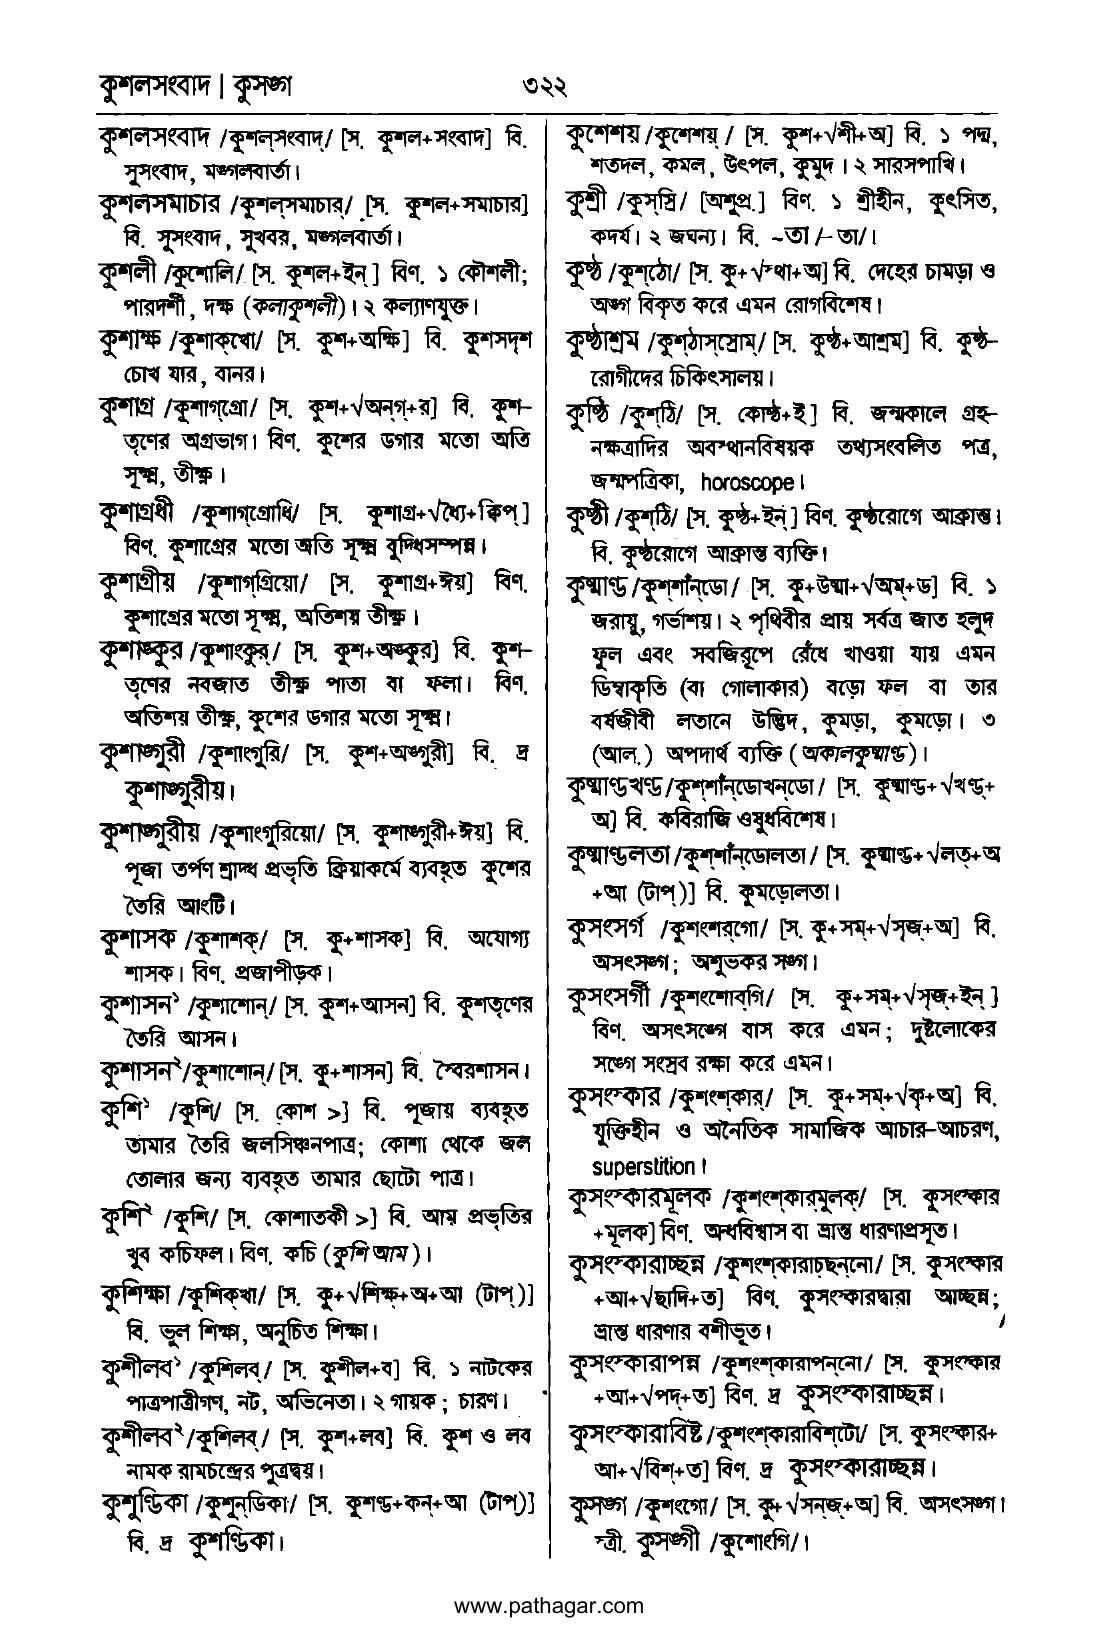 কুশলসংবাদ | কুসঙ্গ
৩২২
কুশলসংবাদ /কুশল্‌সংবাদ্‌/ [স. কুশল+সংবাদ] বি.
সুসংবাদ, মঙ্গলবার্তা।
কুশলসমাচার /কুশল্‌সমাচার্‌/ [স. কুশল+সমাচার]
বি. সুসংবাদ, সুখবর, মঙ্গলবার্তা।
কুশলী /কুশোলি/ [স. কুশল+ইন্‌] বিণ. ১ কৌশলী;
পারদর্শী, দক্ষ (কলাকুশলী)। ২ কল্যাণযুক্ত।
কুশাক্ষ /কুশাক্‌খো/ [স. কুশ+অক্ষি] বি. কুশসদৃশ
চোখ যার, বানর।
কুশাগ্র /কুশাগ্‌গ্রো/ [স. কুশ+√অনগ্‌+র] বি. কুশ-
তৃণের অগ্রভাগ। বিণ. কুশের ডগার মতো অতি
সূক্ষ্ম, তীক্ষ্ণ।
কুশাগ্রধী /কুশাগ্‌গ্রোধি/ [স. কুশাগ্র+√ধ্যৈ+ক্বিপ্‌]
বিণ. কুশাগ্রের মতো অতি সূক্ষ্ম বুদ্ধিসম্পন্ন।
কুশাগ্রীয় /কুশাগ্‌গ্রিয়ো/ [স. কুশাগ্র+ঈয়] বিণ.
কুশাগ্রের মতো সূক্ষ্ম, অতিশয় তীক্ষ্ণ।
কুশাঙ্কুর /কুশাংকুর্‌/ [স. কুশ+অঙ্কুর] বি. কুশ-
তৃণের নবজাত তীক্ষ্ণ পাতা বা ফলা। বিণ.
অতিশয় তীক্ষ্ণ, কুশের ডগার মতো সূক্ষ্ম।
কুশাঙ্গুরী /কুশাংগুরি/ [স. কুশ+অঙ্গুরী] বি. দ্র
কুশাঙ্গুরীয়।
কুশাঙ্গুরীয় /কুশাংগুরিয়ো/ [স. কুশাঙ্গুরী+ঈয়] বি.
পূজা তর্পণ শ্রাদ্ধ প্রভৃতি ক্রিয়াকর্মে ব্যবহৃত কুশের
তৈরি আংটি।
কুশাসক /কুশাশক্‌/ [স. কু+শাসক] বি. অযোগ্য
শাসক। বিণ. প্রজাপীড়ক।
কুশাসন১ /কুশাশোন্‌/ [স. কুশ+আসন] বি. কুশতৃণের
তৈরি আসন।
কুশাসন২ /কুশাশোন্‌/ [স. কু+শাসন] বি. স্বৈরশাসন।
কুশি১ /কুশি/ [স. কোশ >] বি. পূজায় ব্যবহৃত
তামার তৈরি জলসিঞ্চনপাত্র; কোশা থেকে জল
তোলার জন্য ব্যবহৃত তামার ছোটো পাত্র।
কুশি২ /কুশি/ [স. কোশাতকী >] বি. আম প্রভৃতির
খুব কচিফল। বিণ. কচি (কুশি আম)।
কুশিক্ষা /কুশিক্‌খা/ [স. কু+√শিক্ষ্‌+অ+আ (টাপ্‌)]
বি. ভুল শিক্ষা, অনুচিত শিক্ষা।
কুশীলব১ /কুশিলব্‌/ [স. কুশীল+ব] বি. ১ নাটকের
পাত্রপাত্রীগণ, নট, অভিনেতা। ২ গায়ক; চারণ।
কুশীলব২ /কুশিলব্‌/ [স. কুশ+লব] বি. কুশ ও লব
নামক রামচন্দ্রের পুত্রদ্বয়।
কুশুণ্ডিকা /কুশুন্‌ডিকা/ [স. কুশণ্ড+কন্‌+আ (টাপ্‌)]
বি. দ্র কুশণ্ডিকা।
কুশেশয় /কুশেশয়্‌/ [স. কুশ+√শী+অ] বি. ১ পদ্ম,
শতদল, কমল, উৎপল, কুমুদ। ২ সারসপাখি।
কুশ্রী /কুস্‌স্রি/ [অশুপ্র.] বিণ. ১ শ্রীহীন, কুৎসিত,
কদর্য। ২ জঘন্য। বি. ~তা /-তা/।
কুষ্ঠ /কুশ্‌ঠো/ [স. কু+√স্থা+অ] বি. দেহের চামড়া ও
অঙ্গ বিকৃত করে এমন রোগবিশেষ।
কুষ্ঠাশ্রম /কুশ্‌ঠাস্‌স্রোম্‌/ [স. কুষ্ঠ+আশ্রম] বি. কুষ্ঠ-
রোগীদের চিকিৎসালয়।
কুষ্ঠি /কুশ্‌ঠি/ [স. কোষ্ঠ+ই] বি. জন্মকালে গ্রহ-
নক্ষত্রাদির অবস্থানবিষয়ক তথ্যসংবলিত পত্র,
জন্মপত্রিকা, horoscope।
কুষ্ঠী /কুশ্‌ঠি/ [স. কুষ্ঠ+ইন্‌] বিণ. কুষ্ঠরোগে আক্রান্ত।
বি. কুষ্ঠরোগে আক্রান্ত ব্যক্তি।
কুষ্মাণ্ড /কুশ্‌শাঁন্‌ডো/ [স. কু+উষ্মা+√অম্‌+ড] বি. ১
জরায়ু, গর্ভাশয়। ২ পৃথিবীর প্রায় সর্বত্র জাত হলুদ
ফুল এবং সবজিরূপে রেঁধে খাওয়া যায় এমন
ডিম্বাকৃতি (বা গোলাকার) বড়ো ফল বা তার
বর্ষজীবী লতানে উদ্ভিদ, কুমড়া, কুমড়ো। ৩
(আল.) অপদার্থ ব্যক্তি (অকালকুষ্মাণ্ড)।
কুষ্মাণ্ডখণ্ড /কুশ্‌শাঁন্‌ডোখন্‌ডো/ [স. কুষ্মাণ্ড+√খণ্ড্‌+
অ] বি. কবিরাজি ওষুধবিশেষ।
কুষ্মাণ্ডলতা /কুশ্‌শাঁন্‌ডোলতা/ [স. কুষ্মাণ্ড+√লত্‌+অ
+আ (টাপ্‌)] বি. কুমড়োলতা।
কুসংসর্গ /কুশংশর্‌গো/ [স. কু+সম্‌+√সৃজ্‌+অ] বি.
অসৎসঙ্গ; অশুভকর সঙ্গ।
কুসংসর্গী /কুশংশোর্‌গি/ [স. কু+সম্‌+√সৃজ্‌+ইন্‌]
বিণ. অসৎসঙ্গে বাস করে এমন; দুষ্টলোকের
সঙ্গে সংস্রব রক্ষা করে এমন।
কুসংস্কার /কুশংশ্‌কার্‌/ [স. কু+সম্‌+√কৃ+অ] বি.
যুক্তিহীন ও অনৈতিক সামাজিক আচার-আচরণ,
superstition।
কুসংস্কারমূলক /কুশংশ্‌কারমুলক্‌/ [স. কুসংস্কার
+মূলক] বিণ. অন্ধবিশ্বাস বা ভ্রান্ত ধারণাপ্রসূত।
কুসংস্কারাচ্ছন্ন /কুশংশ্‌কারাচ্‌ছন্‌নো/ [স. কুসংস্কার
+আ+√ছাদি+ত] বিণ. কুসংস্কারদ্বারা আচ্ছন্ন;
ভ্রান্ত ধারণার বশীভূত।
কুসংস্কারাপন্ন /কুশংশ্‌কারাপন্‌নো/ [স. কুসংস্কার
+আ+√পদ্‌+ত] বিণ. দ্র কুসংস্কারাচ্ছন্ন।
কুসংস্কারাবিষ্ট /কুশংশ্‌কারাবিশ্‌টো/ [স. কুসংস্কার+
আ+√বিশ্‌+ত] বিণ. দ্র কুসংস্কারাচ্ছন্ন।
কুসঙ্গ /কুশংগো/ [স. কু+√সন্‌জ্‌+অ] বি. অসৎসঙ্গ।
স্ত্রী. কুসঙ্গী /কুশোংগি/।
www.pathagar.com